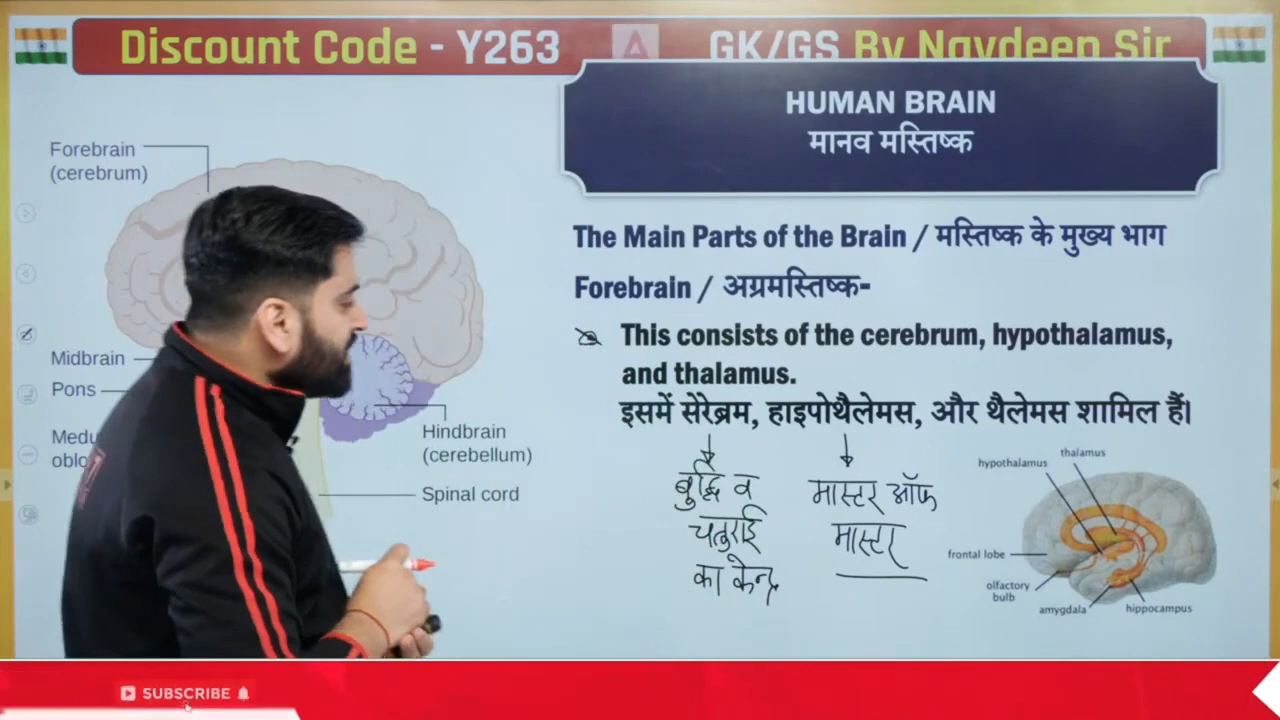 Discount Code - Y263
A
GK/GS By Navdeep Sir
HUMAN BRAIN
मानव मस्तिष्क
Forebrain
(cerebrum)
Midbrain
Pons
Medu
oblo
Hindbrain
(cerebellum)
Spinal cord
The Main Parts of the Brain / मस्तिष्क के मुख्य भाग
Forebrain / अग्रमस्तिष्क-
This consists of the cerebrum, hypothalamus,
and thalamus.
इसमें सेरेब्रम, हाइपोथैलेमस, और थैलेमस शामिल हैं।
बुद्धि व
चतुराई
का केन्द्र
मास्टर ऑफ
मास्टर
thalamus
hypothalamus
frontal lobe
olfactory
bulb
amygdala
hippocampus
SUBSCRIBE